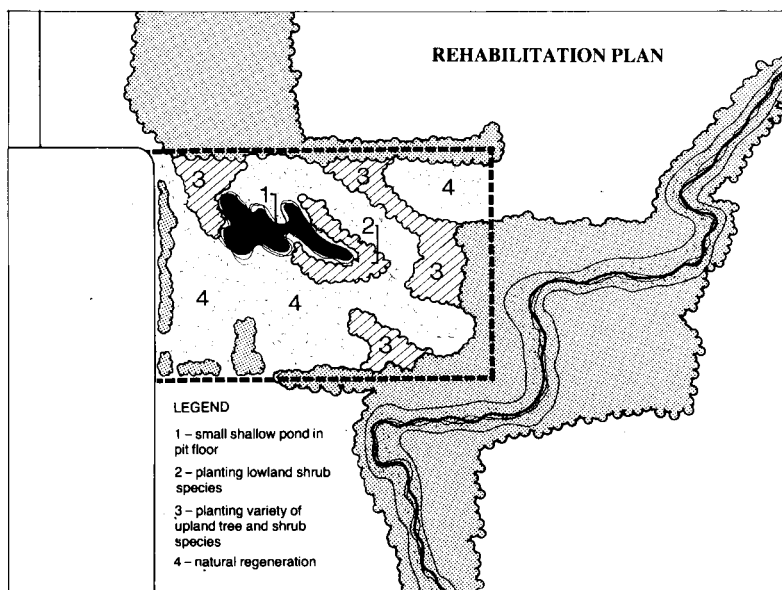 REHABILITATION PLAN
3
3
4
1
2
3
4
4
3
LEGEND
1 – small shallow pond in
pit floor
2 – planting lowland shrub
species
3 – planting variety of
upland tree and shrub
species
4 – natural regeneration